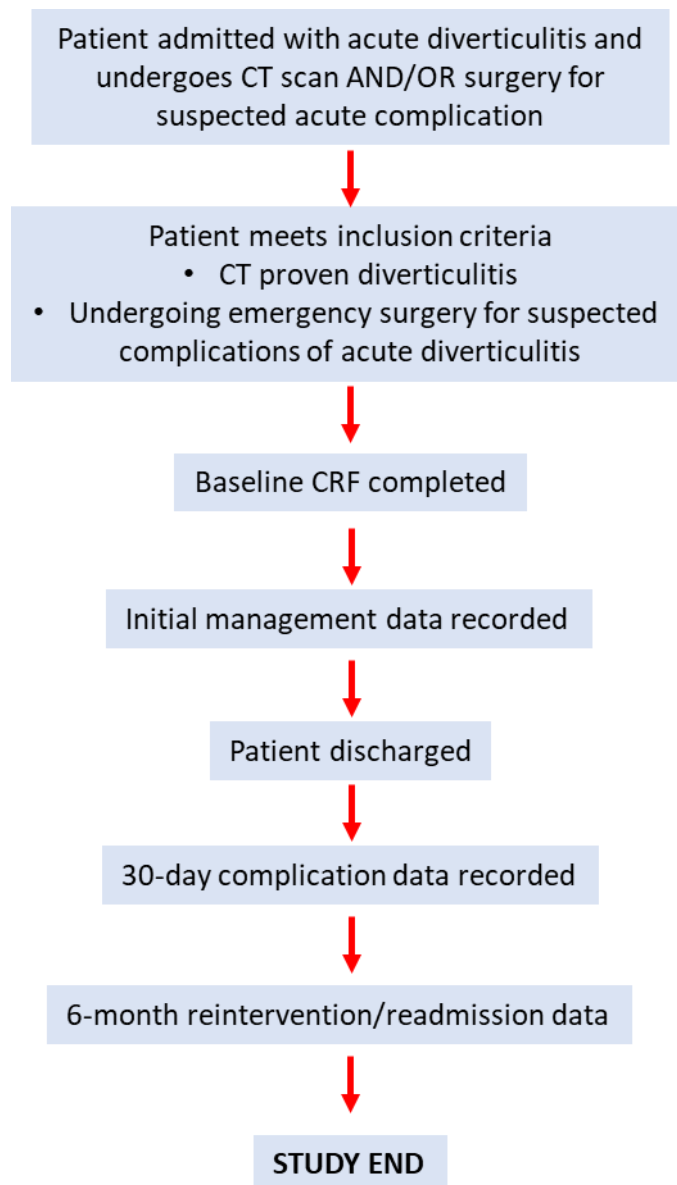 Patient admitted with acute diverticulitis and
undergoes CT scan AND/OR surgery for
suspected acute complication
Patient meets inclusion criteria
• CT proven diverticulitis
• Undergoing emergency surgery for suspected
complications of acute diverticulitis
Baseline CRF completed
Initial management data recorded
Patient discharged
30-day complication data recorded
6-month reintervention/readmission data
STUDY END